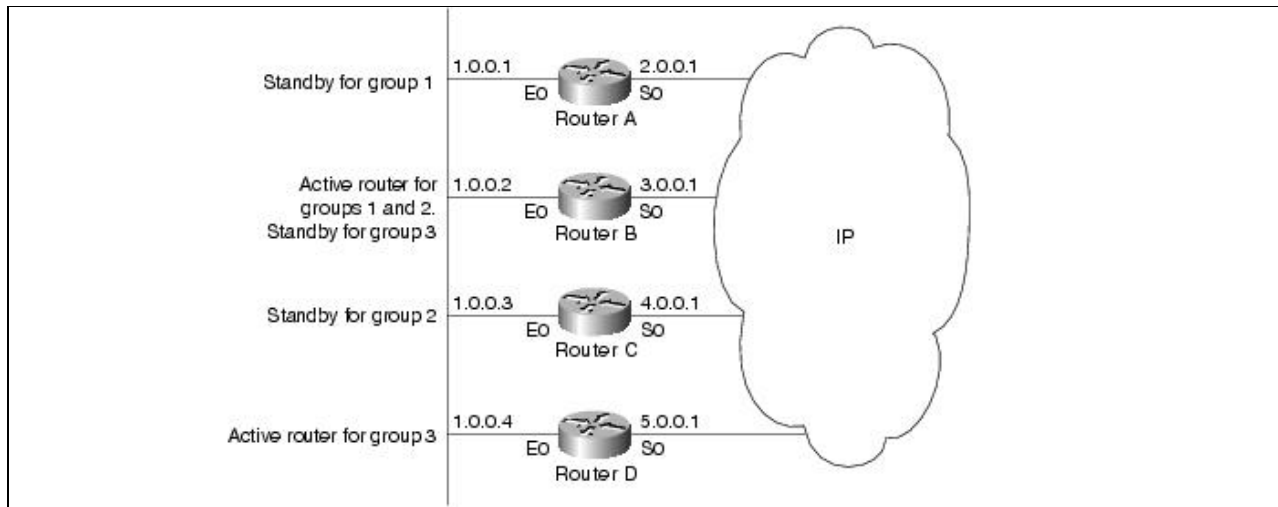 Standby for group 1
1.0.0.1
2.0.0.1
E0
S0
Router A
Active router for
groups 1 and 2.
Standby for group 3
1.0.0.2
3.0.0.1
E0
S0
Router B
IP
Standby for group 2
1.0.0.3
4.0.0.1
E0
S0
Router C
Active router for group 3
1.0.0.4
5.0.0.1
E0
S0
Router D